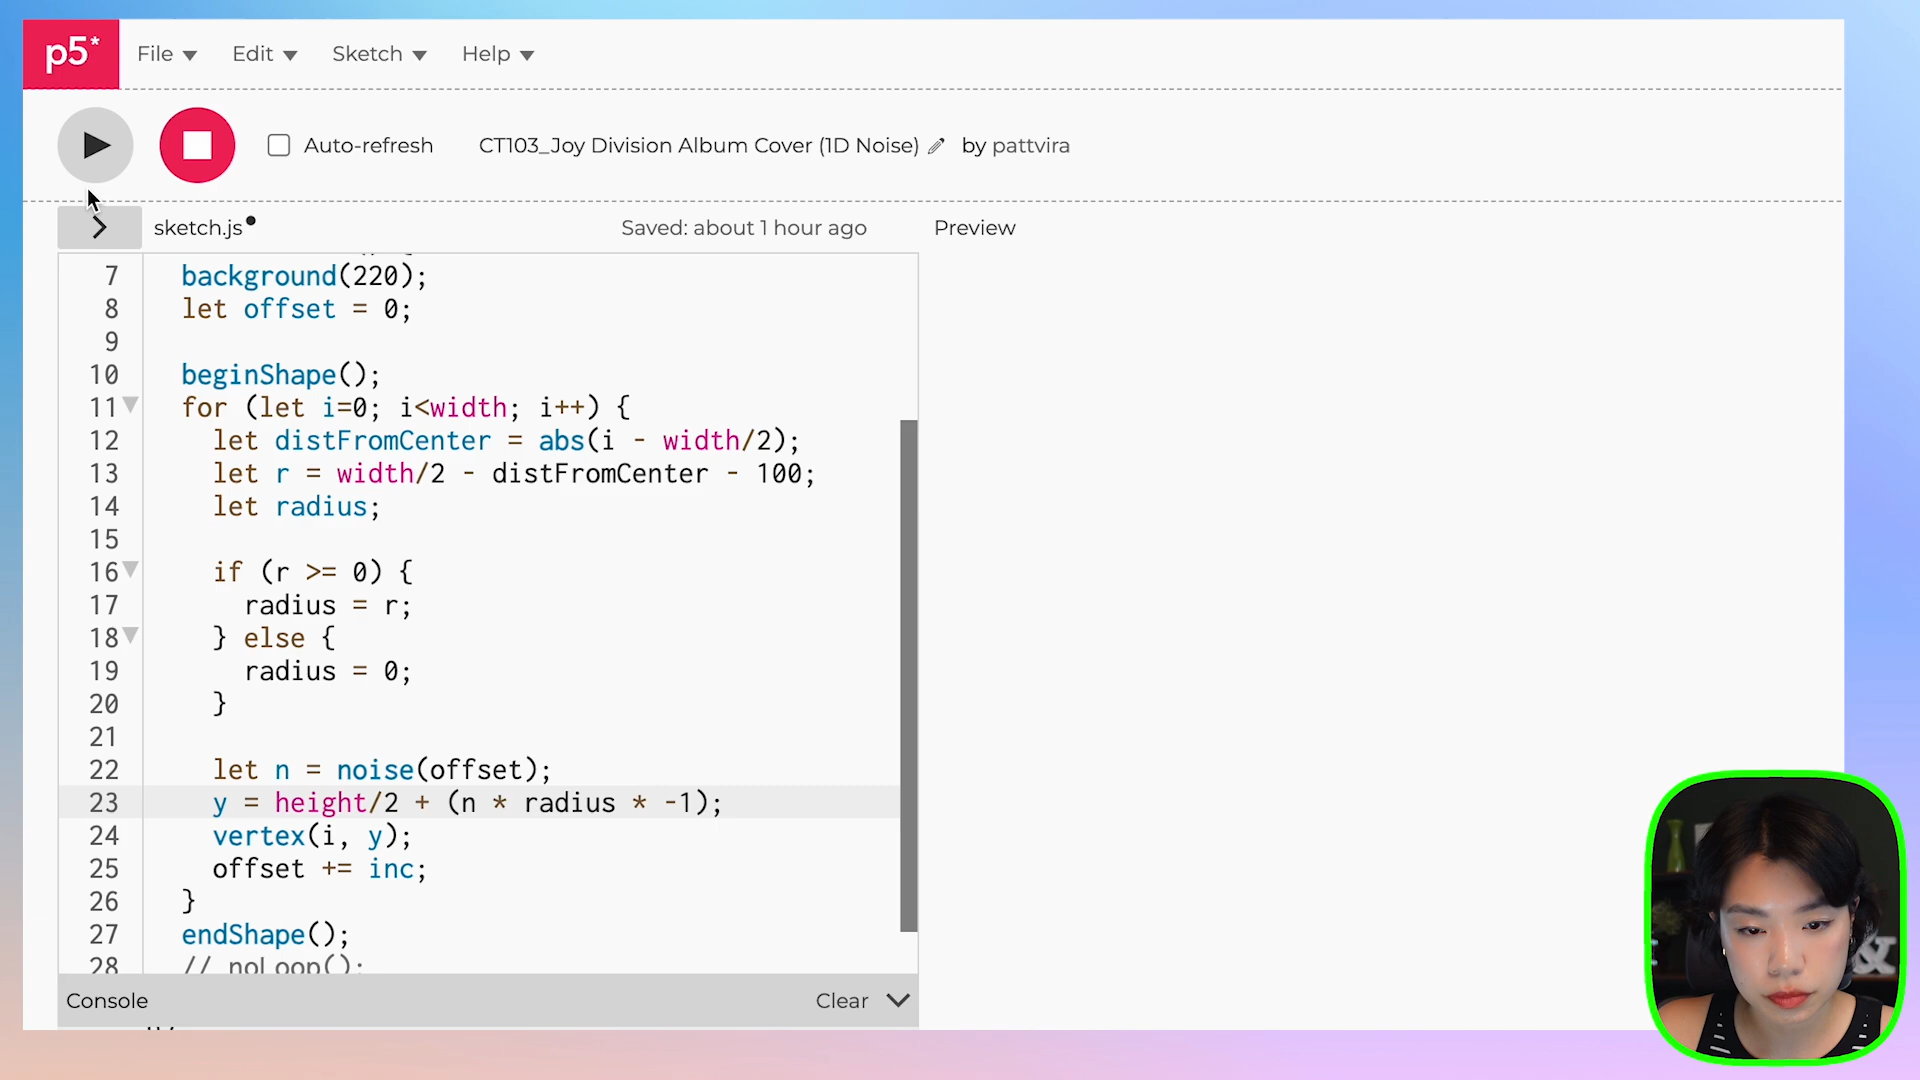 p5* File Edit Sketch Help
Auto-refresh CT103_Joy Division Album Cover (1D Noise) by pattvira
sketch.js Saved: about 1 hour ago Preview
7 background(220);
8 let offset = 0;
9
10 beginShape();
11 for (let i=0; i<width; i++) {
12 let distFromCenter = abs(i - width/2);
13 let r = width/2 - distFromCenter - 100;
14 let radius;
15
16 if (r >= 0) {
17 radius = r;
18 } else {
19 radius = 0;
20 }
21
22 let n = noise(offset);
23 y = height/2 + (n * radius * -1);
24 vertex(i, y);
25 offset += inc;
26 }
27 endShape();
28 // noLoop();
Console Clear